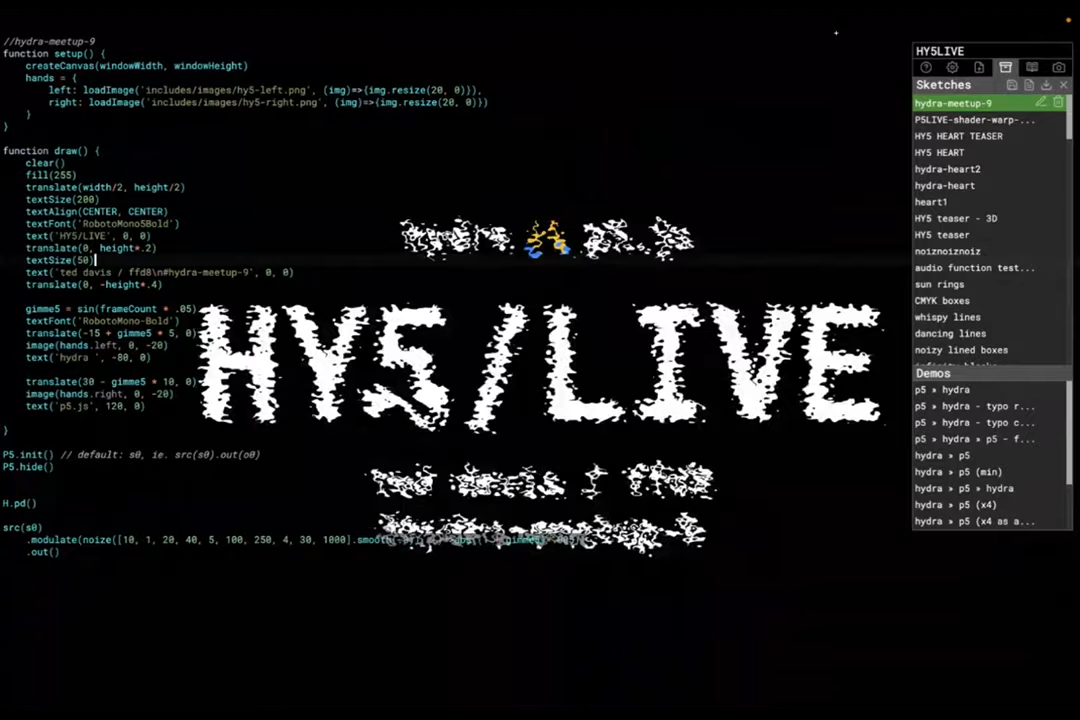 //hydra-meetup-9
function setup() {
createCanvas(windowWidth, windowHeight)
hands = {
left: loadImage('includes/images/hy5-left.png', (img)=>{img.resize(20, 0)}),
right: loadImage('includes/images/hy5-right.png', (img)=>{img.resize(20, 0)})
}
}
function draw() {
clear()
fill(255)
translate(width/2, height/2)
textSize(200)
textAlign(CENTER, CENTER)
textFont('RobotoMono5Bold')
text('HY5/LIVE', 0, 0)
translate(0, height*.2)
textSize(50)
text('ted davis / ffd8\n#hydra-meetup-9', 0, 0)
translate(0, -height*.4)
gimme5 = sin(frameCount * .05)
textFont('RobotoMono-Bold')
translate(-15 + gimme5 * 5, 0)
image(hands.left, 0, -20)
text('hydra ', -80, 0)
translate(30 - gimme5 * 10, 0)
image(hands.right, 0, -20)
text('p5.js', 120, 0)
}
P5.init() // default: s0, ie. src(s0).out(o0)
P5.hide()
H.pd()
src(s0)
.modulate(noize([10, 1, 20, 40, 5, 100, 250, 4, 30, 1000].smooth
.out()
HY5/LIVE
HY5LIVE
Sketches
hydra-meetup-9
P5LIVE-shader-warp-...
HY5 HEART TEASER
HY5 HEART
hydra-heart2
hydra-heart
heart1
HY5 teaser - 3D
HY5 teaser
noiznoiznoiz
audio function test...
sun rings
CMYK boxes
whispy lines
dancing lines
noizy lined boxes
Demos
p5 » hydra
p5 » hydra - typo r...
p5 » hydra - typo c...
p5 » hydra » p5 - f...
hydra » p5
hydra » p5 (min)
hydra » p5 » hydra
hydra » p5 (x4)
hydra » p5 (x4 as a...